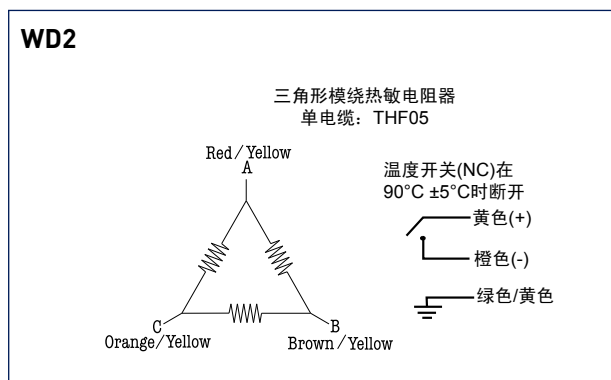 WD2
三角形模绕热敏电阻器
单电缆：THF05
Red/Yellow
A
温度开关(NC)在
90°C ±5°C时断开
黄色(+)
橙色(-)
绿色/黄色
C
Orange/Yellow
B
Brown/Yellow